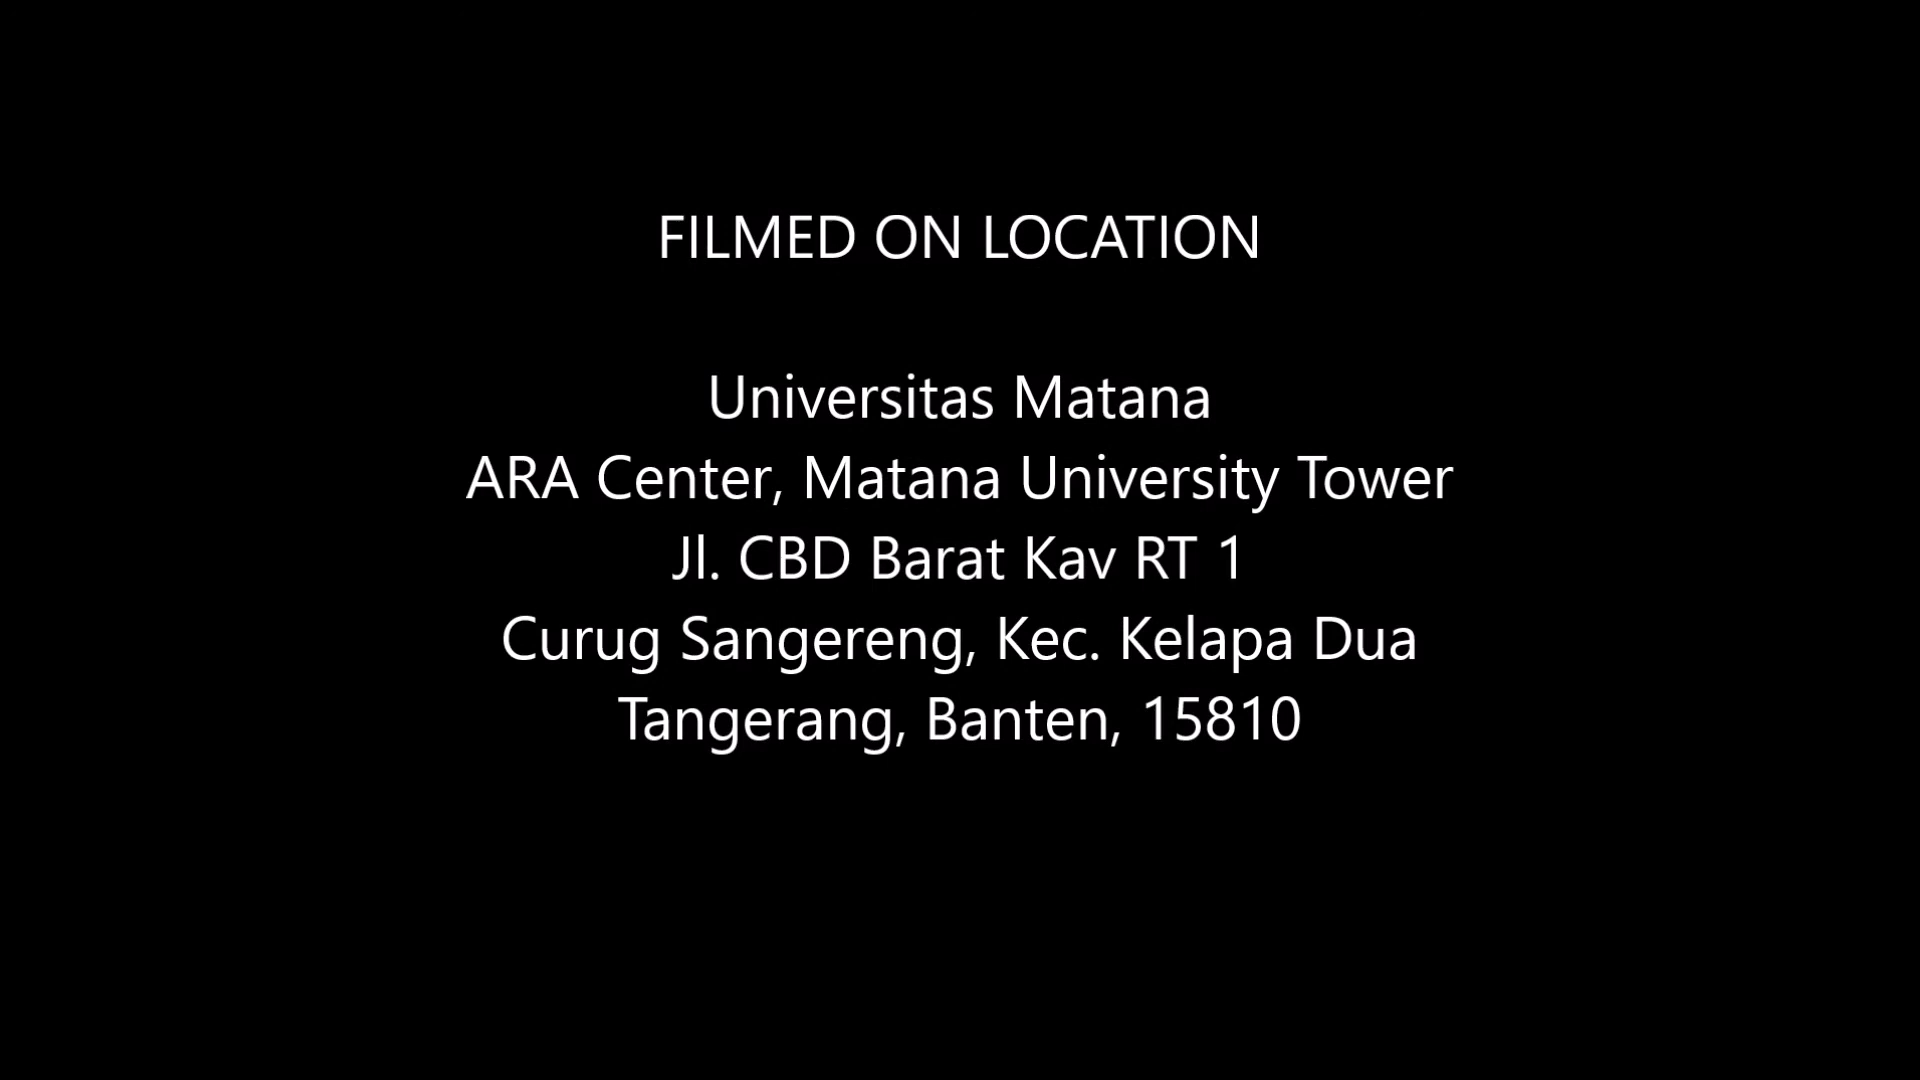 FILMED ON LOCATION
Universitas Matana
ARA Center, Matana University Tower
Jl. CBD Barat Kav RT 1
Curug Sangereng, Kec. Kelapa Dua
Tangerang, Banten, 15810